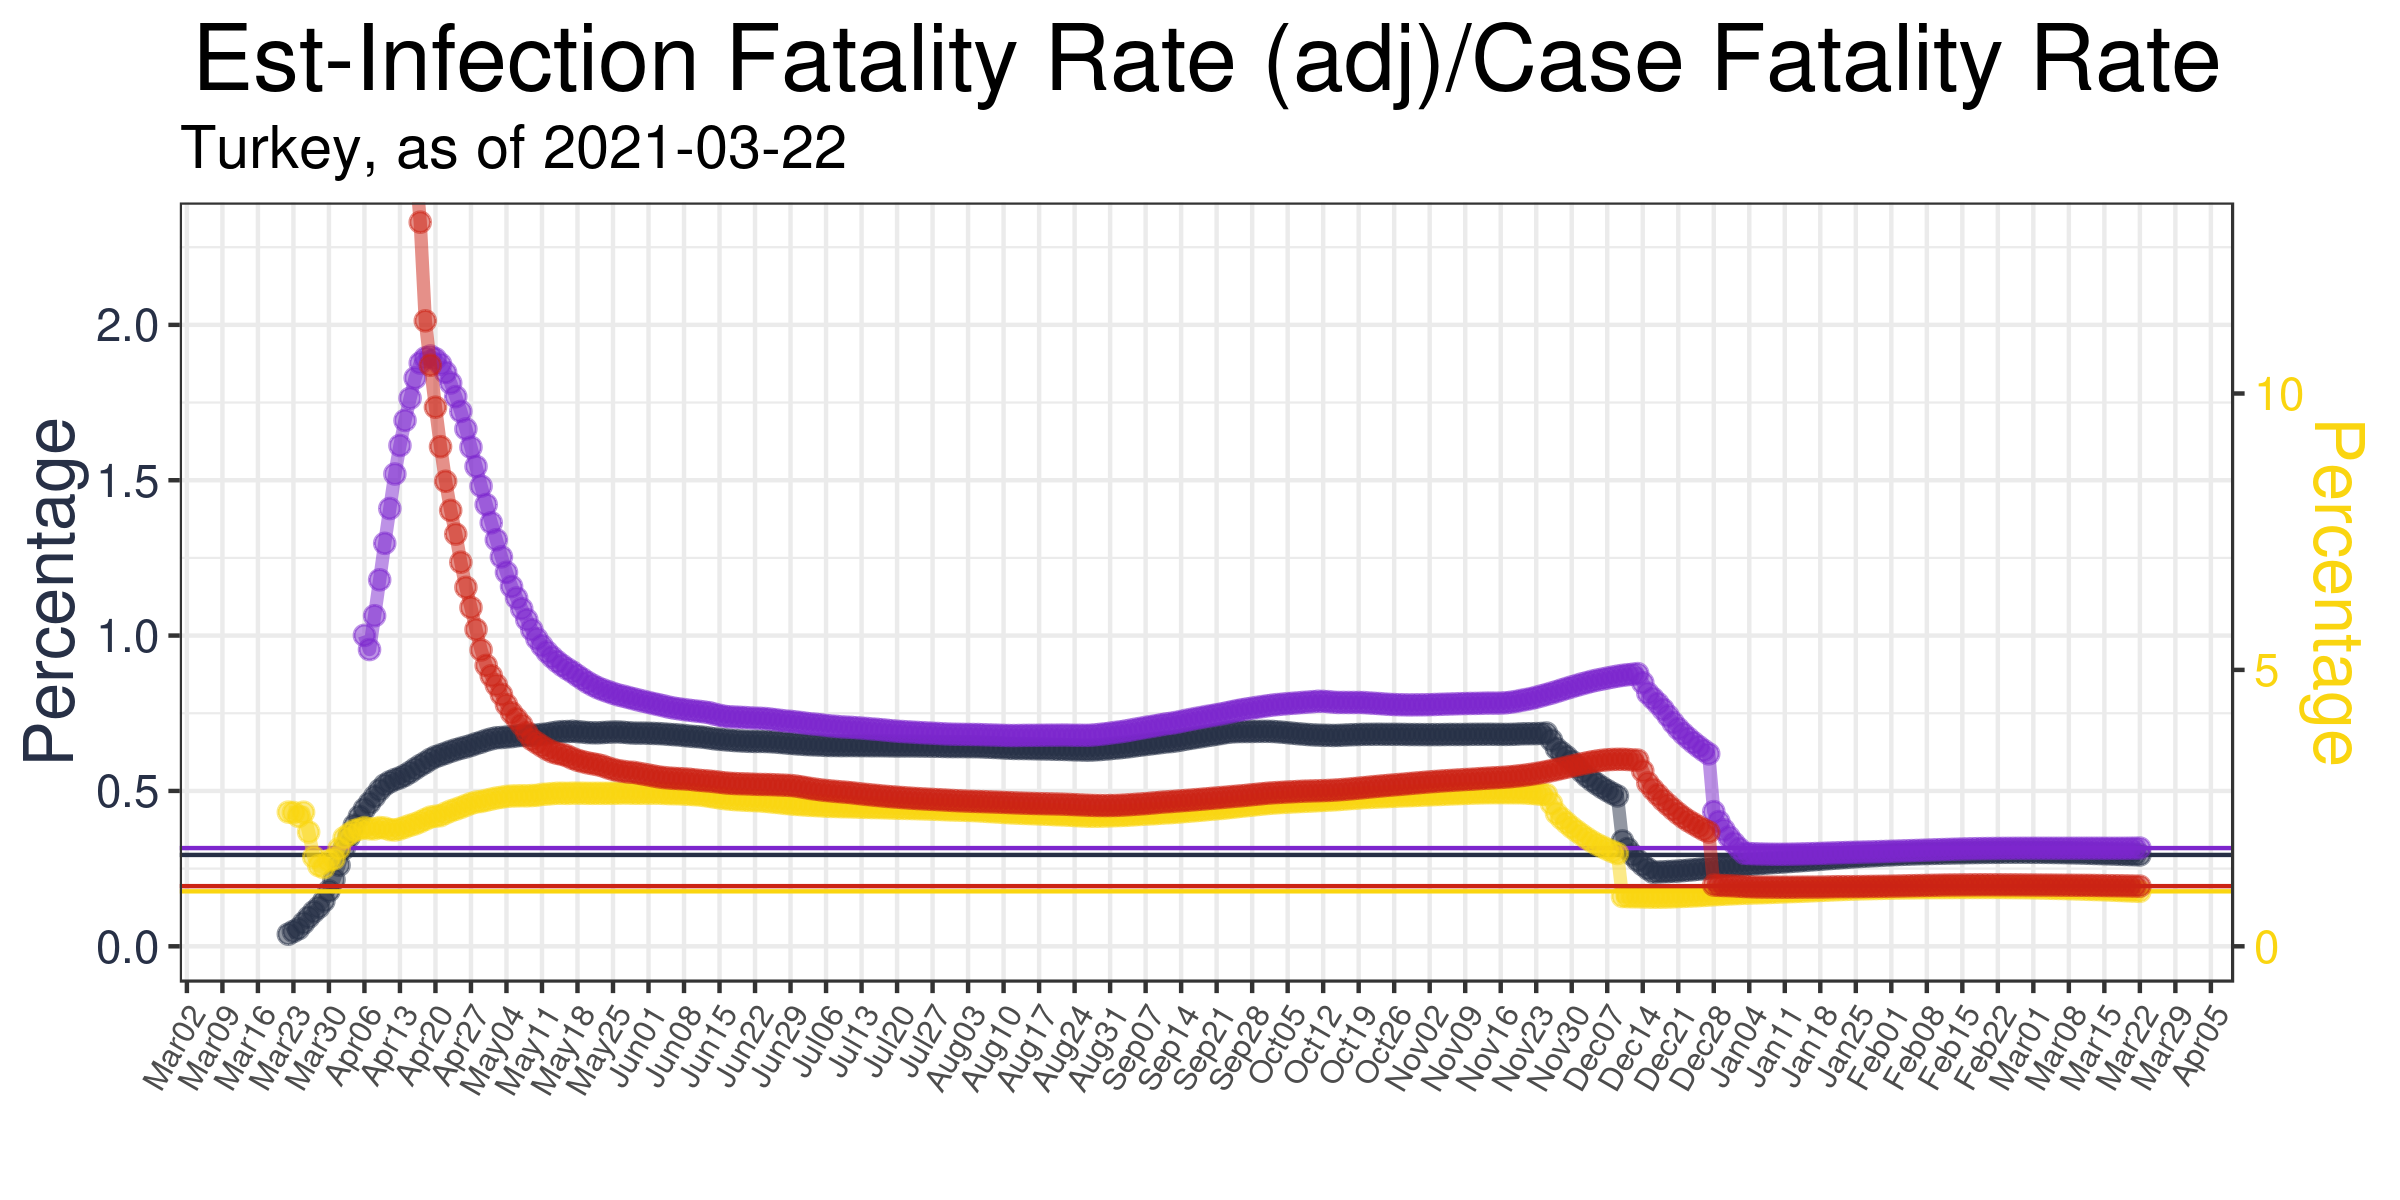 Est-Infection Fatality Rate (adj)/Case Fatality Rate
Turkey, as of 2021-03-22
Percentage
2.0
1.5
1.0
0.5
0.0
10
5
0
Percentage
Mar02
Mar09
Mar16
Mar23
Mar30
Apr06
Apr13
Apr20
Apr27
May04
May11
May18
May25
Jun01
Jun08
Jun15
Jun22
Jun29
Jul06
Jul13
Jul20
Jul27
Aug03
Aug10
Aug17
Aug24
Aug31
Sep07
Sep14
Sep21
Sep28
Oct05
Oct12
Oct19
Oct26
Nov02
Nov09
Nov16
Nov23
Nov30
Dec07
Dec14
Dec21
Dec28
Jan04
Jan11
Jan18
Jan25
Feb01
Feb08
Feb15
Feb22
Mar01
Mar08
Mar15
Mar22
Mar29
Apr05